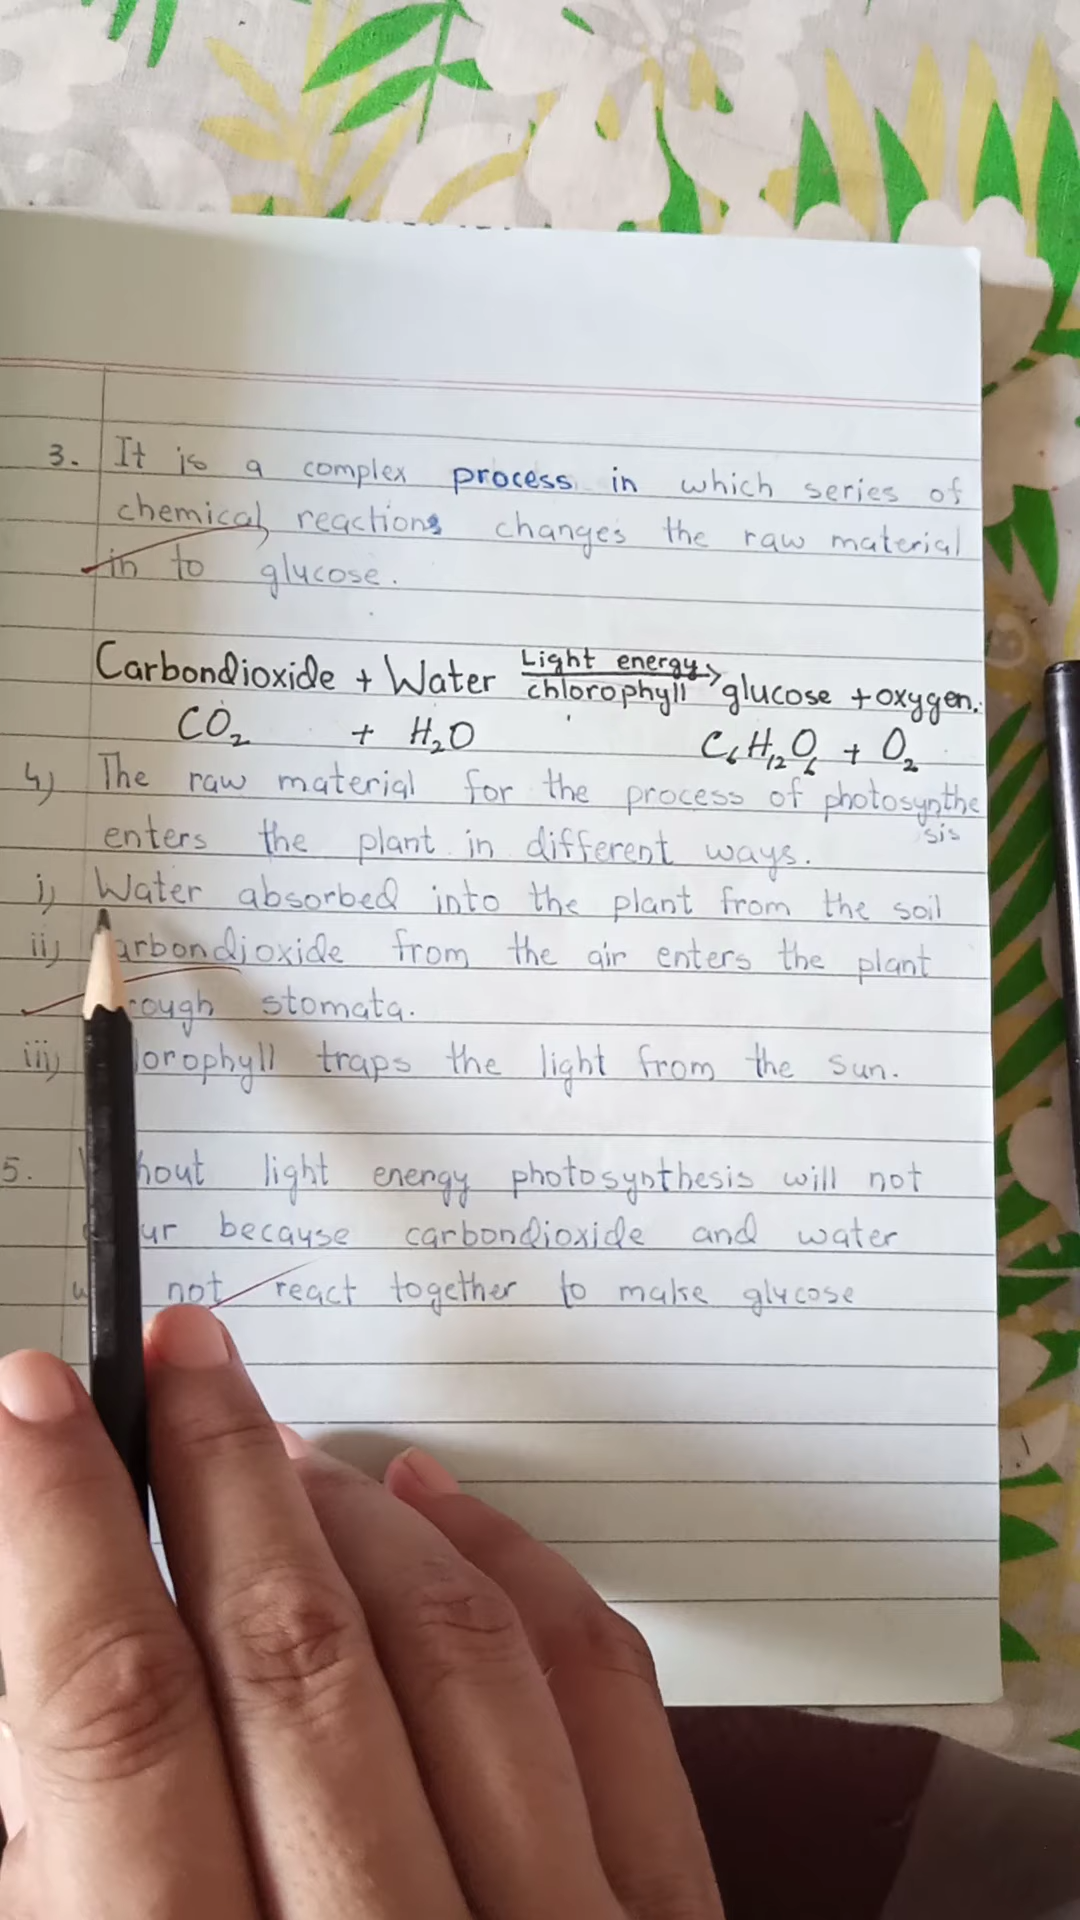 3. It is a complex process in which series of
chemical reactions changes the raw material
in to glucose.
Carbondioxide + Water Light energy glucose + oxygen.
chlorophyll
CO2 + H2O C6H12O6 + O2
4) The raw material for the process of photosynthe
sis
enters the plant in different ways.
i) Water absorbed into the plant from the soil
ii) arbondioxide from the air enters the plant
rough stomata.
iii) lorophyll traps the light from the sun.
5. hout light energy photosynthesis will not
ur because carbondioxide and water
not react together to make glucose